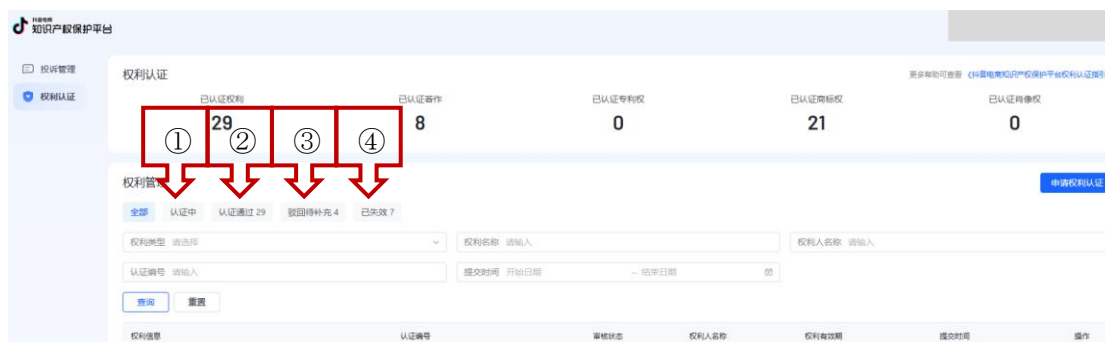 抖音电商
知识产权保护平台
投诉管理
权利认证
权利认证
更多帮助可查看 《抖音电商知识产权保护平台权利认证指引
已认证权利 已认证著作 已认证专利权 已认证商标权 已认证肖像权
29 8 0 21 0
① ② ③ ④
权利管
申请权利认证
全部 认证中 认证通过 29 驳回待补充 4 已失效 7
权利类型 请选择 权利名称 请输入 权利人名称 请输入
认证编号 请输入 提交时间 开始日期 – 结束日期
查询 重置
权利信息 认证编号 审核状态 权利人名称 权利有效期 提交时间 操作